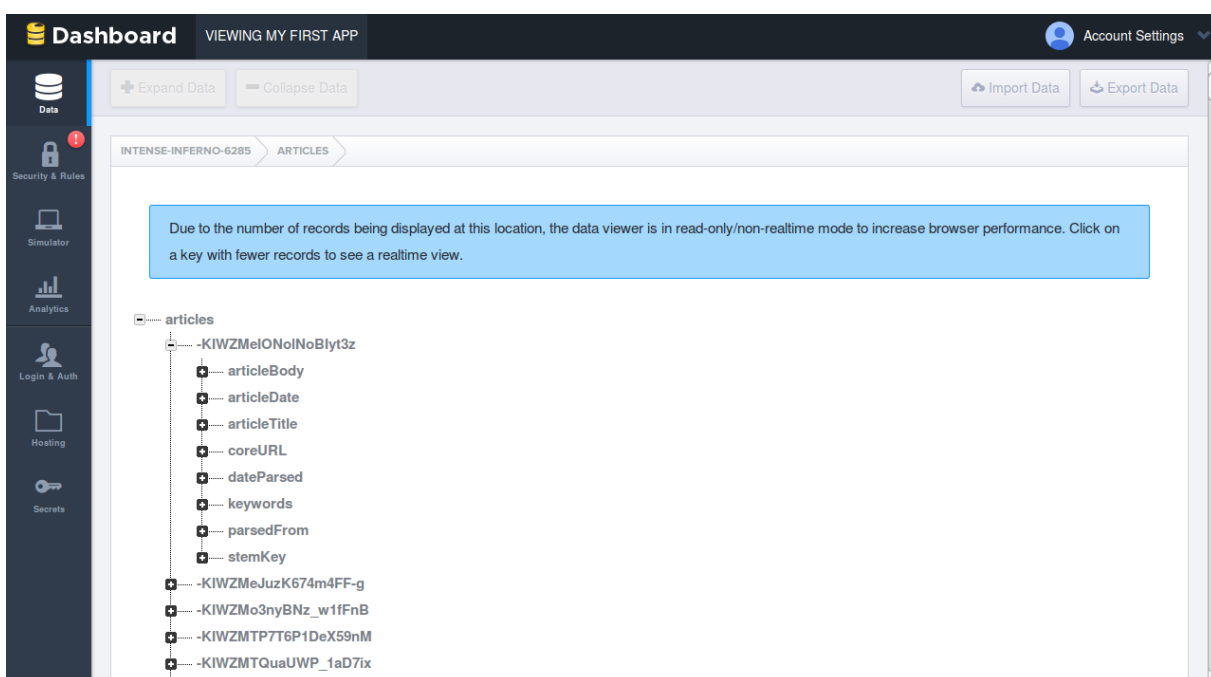 Dashboard VIEWING MY FIRST APP Account Settings
Data
Expand Data Collapse Data Import Data Export Data
!
Security & Rules
INTENSE-INFERNO-6285 ARTICLES
Simulator
Due to the number of records being displayed at this location, the data viewer is in read-only/non-realtime mode to increase browser performance. Click on
a key with fewer records to see a realtime view.
Analytics
articles
-KIWZMelONolNoBlyt3z
Login & Auth
articleBody
articleDate
articleTitle
Hosting
coreURL
dateParsed
Secrets
keywords
parsedFrom
stemKey
-KIWZMeJuzK674m4FF-g
-KIWZMo3nyBNz_w1fFnB
-KIWZMTP7T6P1DeX59nM
-KIWZMTQuaUWP_1aD7ix